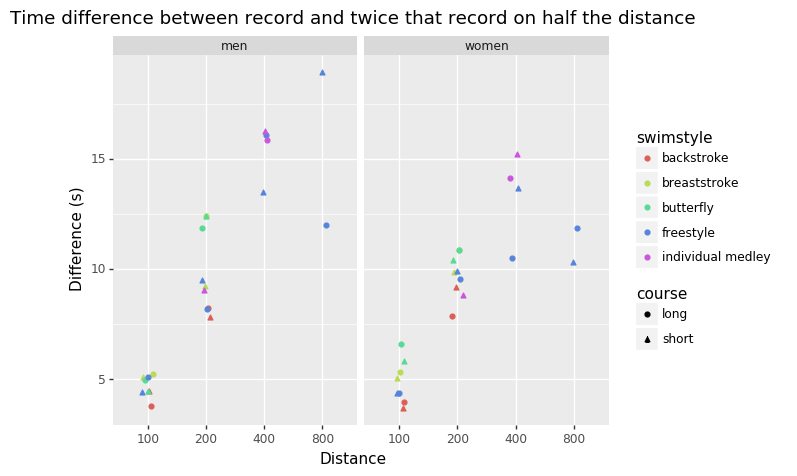 Time difference between record and twice that record on half the distance
men
women
15
10
5
Difference (s)
100 200 400 800
100 200 400 800
Distance
swimstyle
backstroke
breaststroke
butterfly
freestyle
individual medley
course
long
short